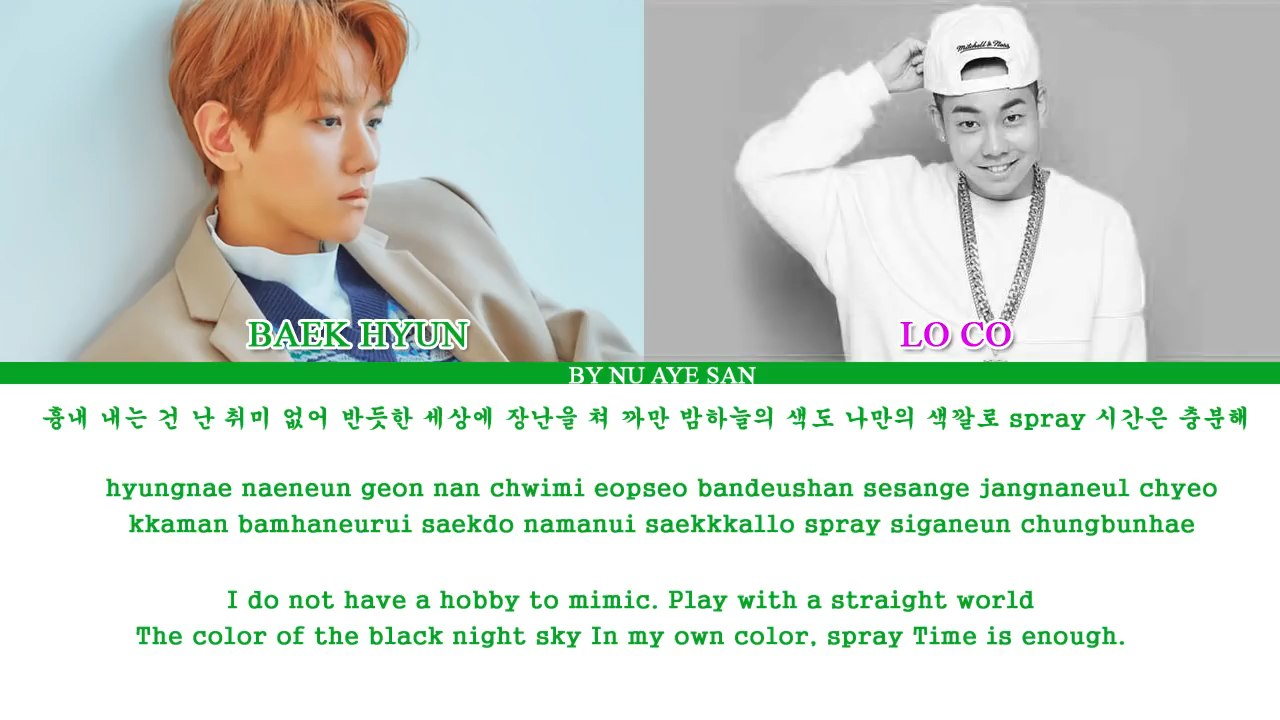 Mitchell & Ness
BAEK HYUN
LO CO
BY NU AYE SAN
흉내 내는 건 난 취미 없어 반듯한 세상에 장난을 쳐 까만 밤하늘의 색도 나만의 색깔로 spray 시간은 충분해
hyungnae naeneun geon nan chwimi eopseo bandeushan sesange jangnaneul chyeo
kkaman bamhaneurui saekdo namanui saekkkallo spray siganeun chungbunhae
I do not have a hobby to mimic. Play with a straight world
The color of the black night sky In my own color, spray Time is enough.